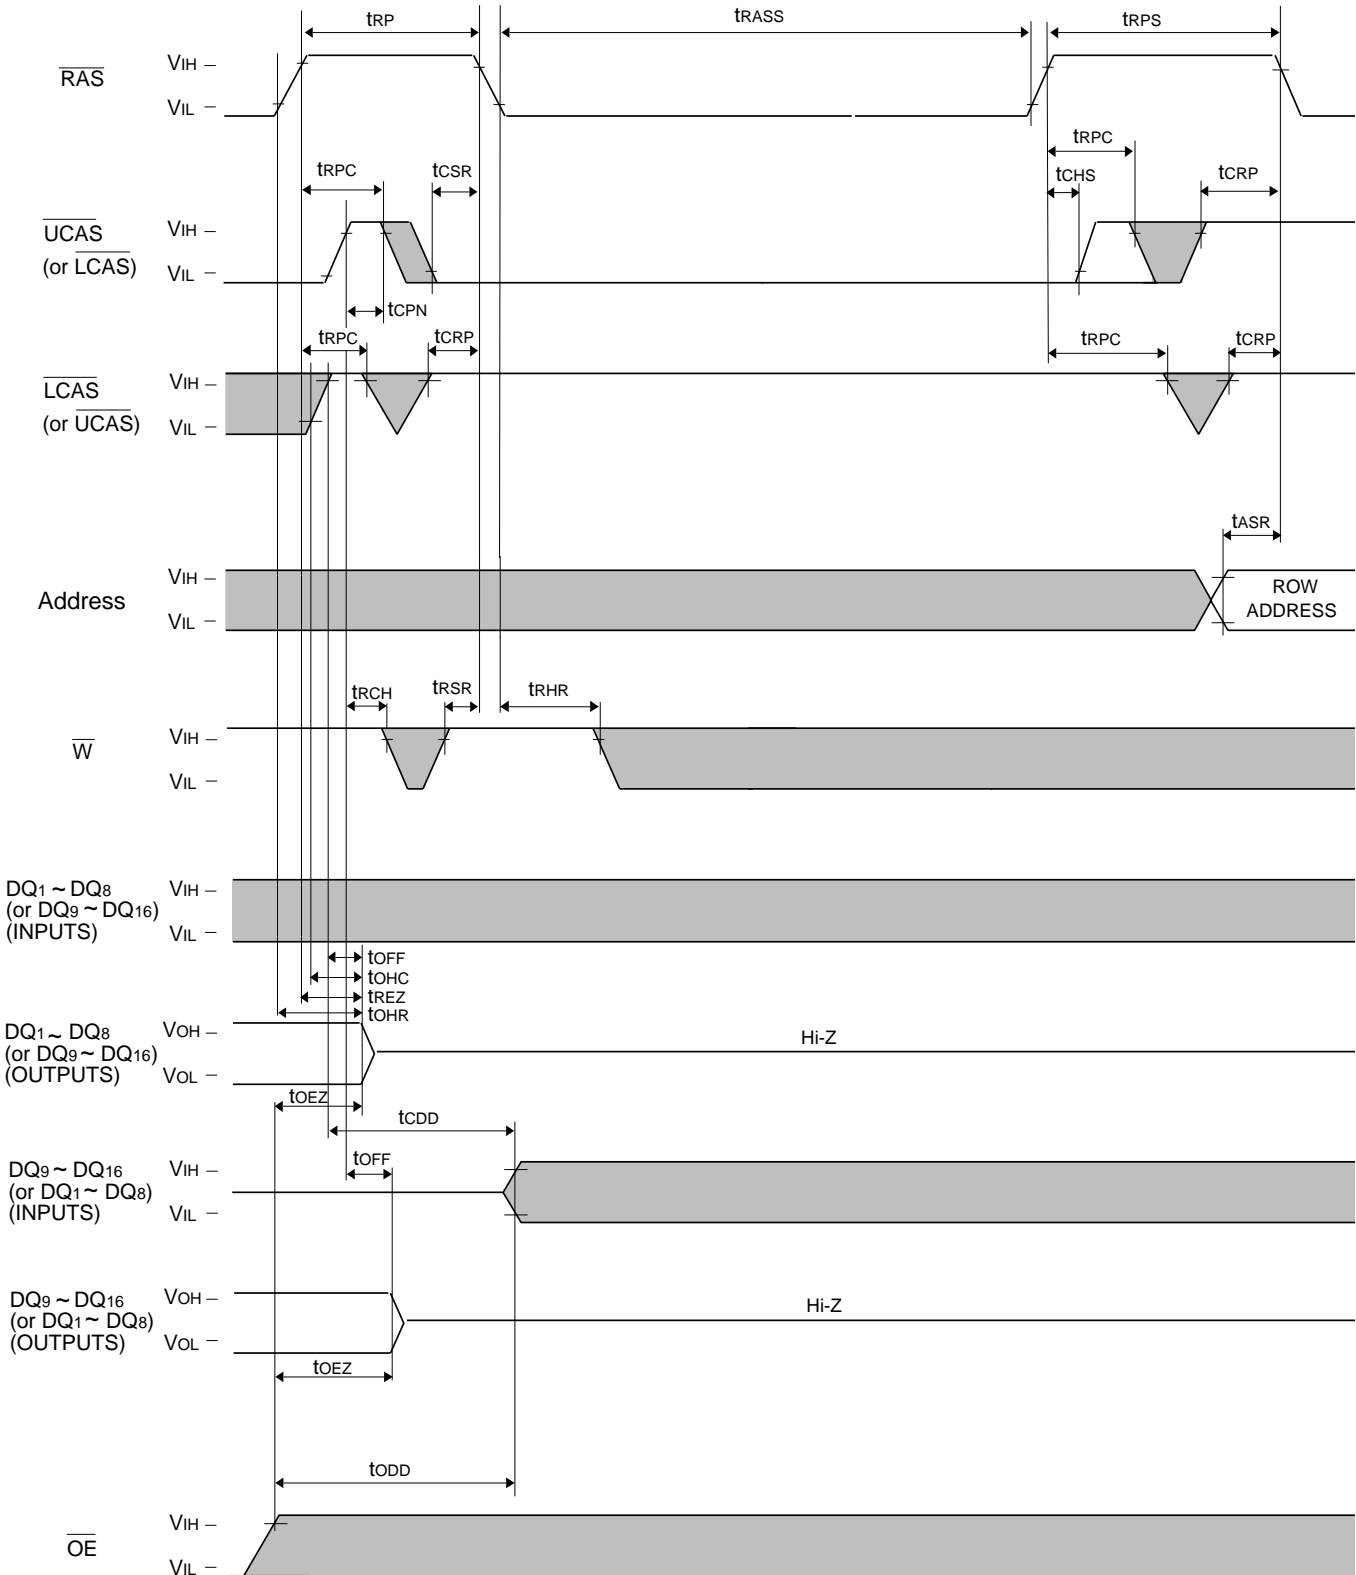 tRP tRASS tRPS
RAS VIH
VIL
tRPC tCSR tRPC tCHS tCRP
UCAS VIH
(or LCAS) VIL
tCPN
tRPC tCRP tRPC tCRP
LCAS VIH
(or UCAS) VIL
tASR
Address VIH
VIL
ROW
ADDRESS
tRCH tRSR tRHR
W VIH
VIL
DQ1 ~ DQ8 VIH
(or DQ9 ~ DQ16)
(INPUTS) VIL
tOFF
tOHC
tREZ
tOHR
DQ1 ~ DQ8 VOH
(or DQ9 ~ DQ16) Hi-Z
(OUTPUTS) VOL
tOEZ
tCDD
tOFF
DQ9 ~ DQ16 VIH
(or DQ1 ~ DQ8)
(INPUTS) VIL
DQ9 ~ DQ16 VOH
(or DQ1 ~ DQ8) Hi-Z
(OUTPUTS) VOL
tOEZ
tODD
OE VIH
VIL